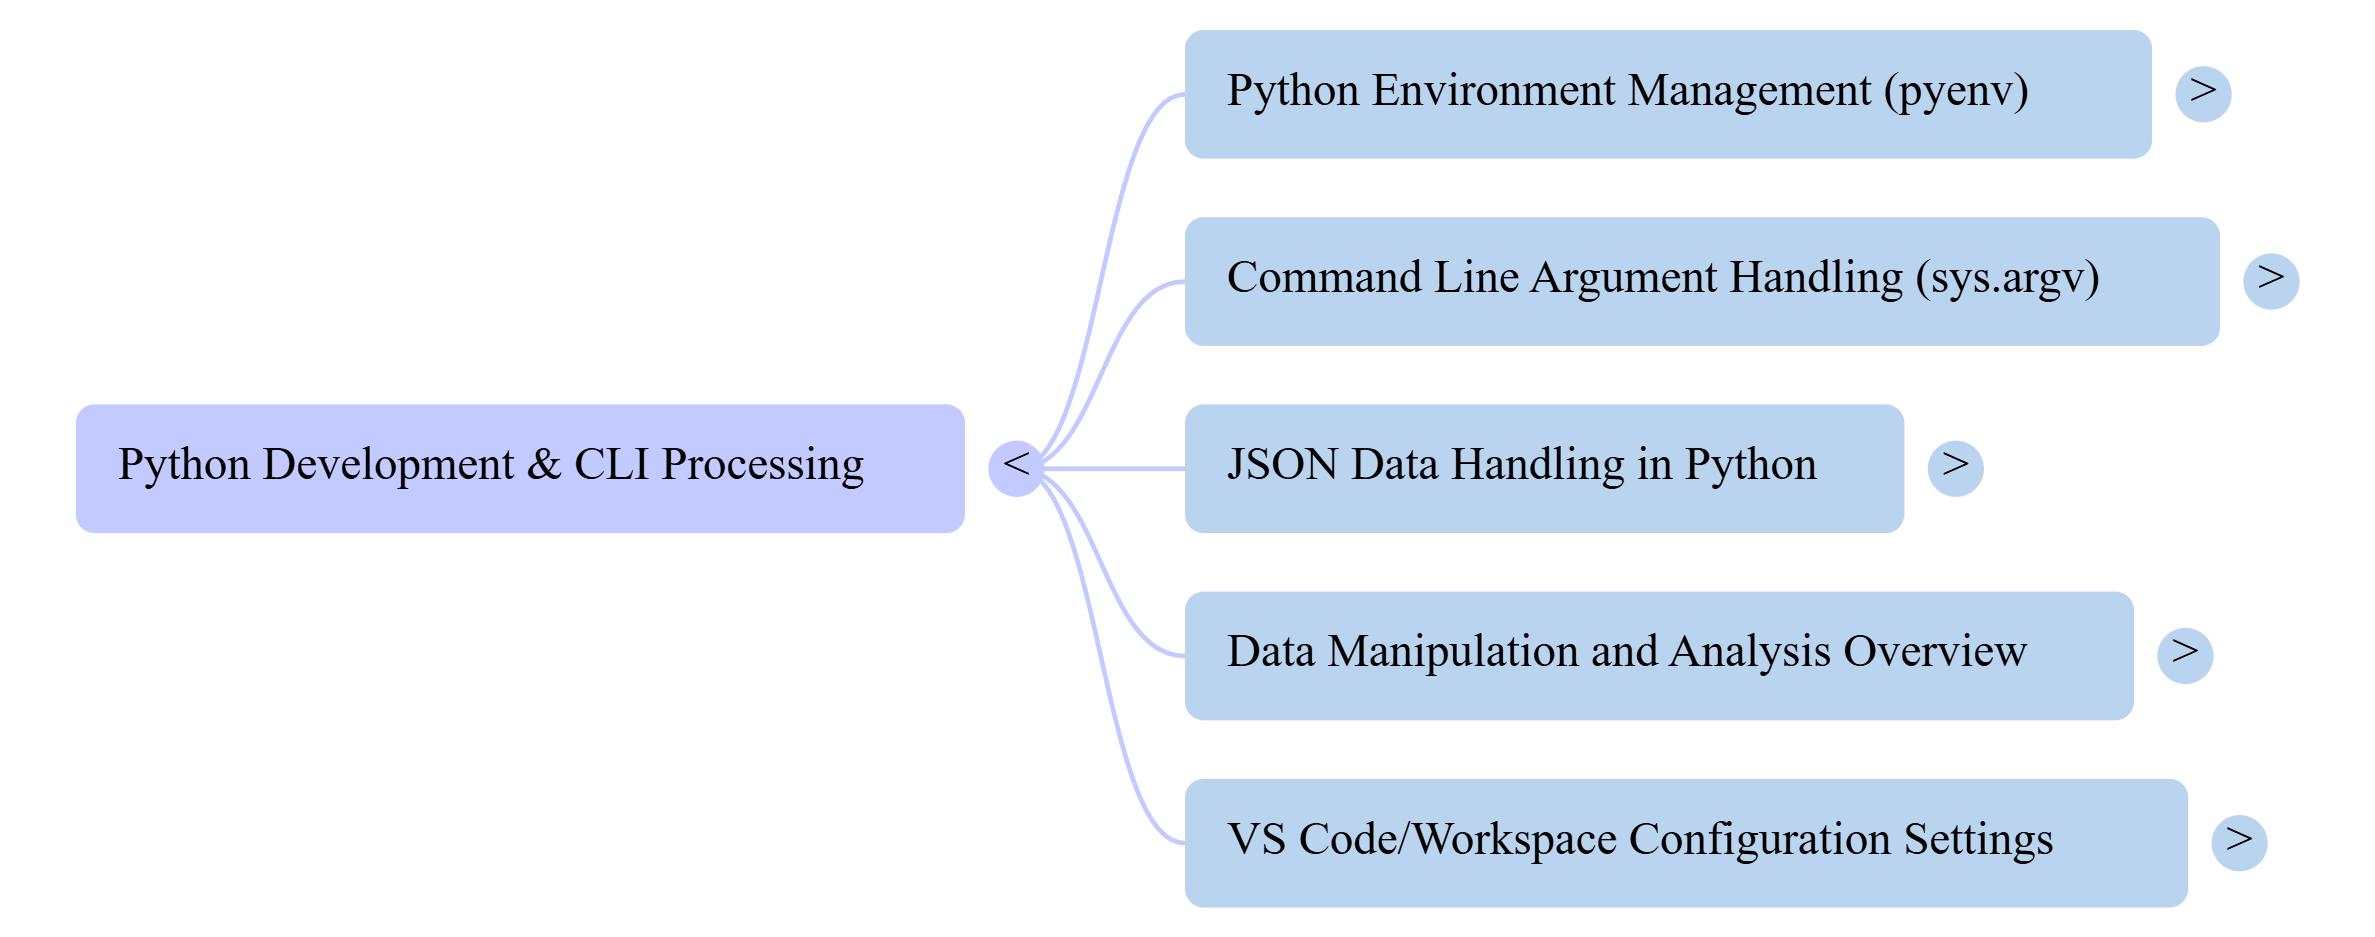 Python Development & CLI Processing
<
Python Environment Management (pyenv)
>
Command Line Argument Handling (sys.argv)
>
JSON Data Handling in Python
>
Data Manipulation and Analysis Overview
>
VS Code/Workspace Configuration Settings
>